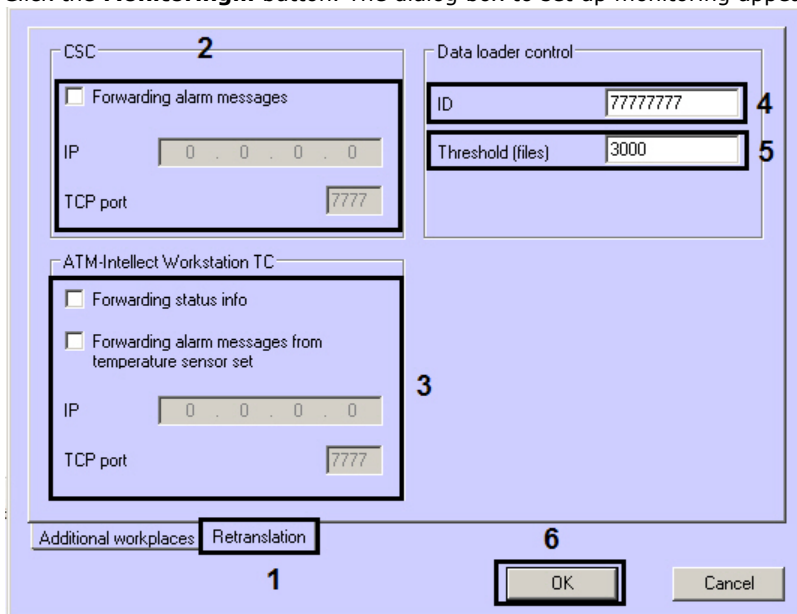 Click the Monitoring... button. The dialog box to set up monitoring appe
CSC 2
Forwarding alarm messages
IP 0 . 0 . 0 . 0
TCP port 7777
Data loader control
ID 77777777 4
Threshold (files) 3000 5
ATM-Intellect Workstation TC
Forwarding status info
Forwarding alarm messages from
temperature sensor set
IP 0 . 0 . 0 . 0
3
TCP port 7777
Additional workplaces Retranslation
1
6
OK Cancel